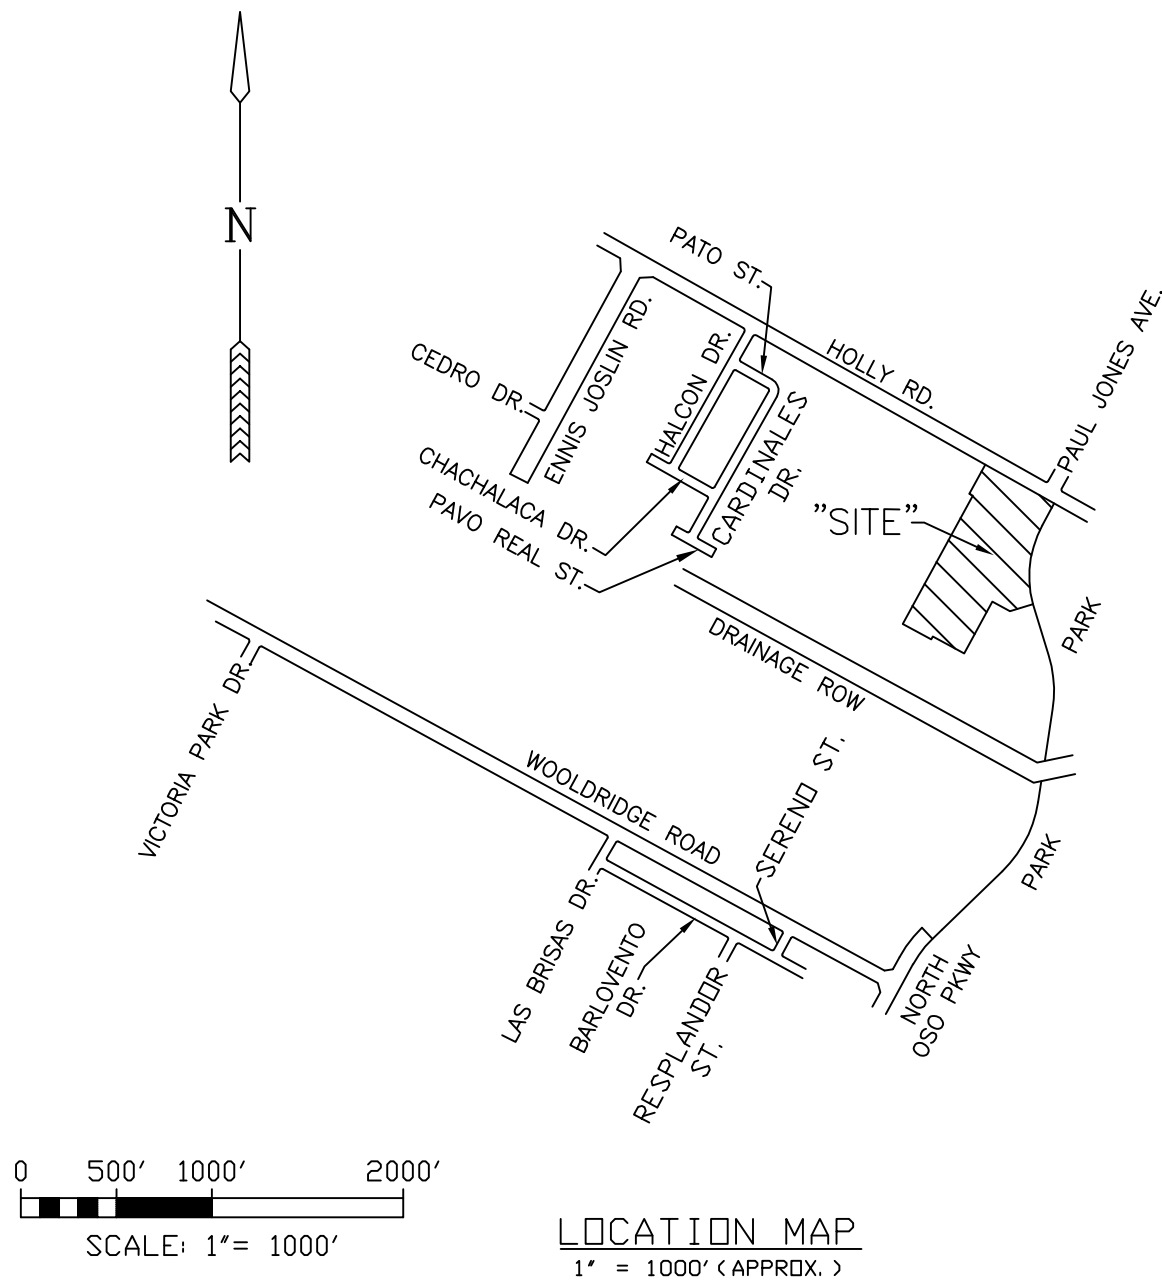 N
PATO ST.
PAUL JONES AVE.
HOLLY RD.
ENNIS JOSLIN RD.
HALCON DR.
CEDRO DR.
CARDINALES
DR.
CHACHALACA DR.
PAVO REAL ST.
"SITE"
PARK
DRAINAGE ROW
VICTORIA PARK DR.
WOOLDRIDGE ROAD
SERENO ST.
PARK
LAS BRISAS DR.
BARLOVENTO
DR.
RESPLANDOR
ST.
NORTH
OSO PKWY
0 500' 1000' 2000'
SCALE: 1"= 1000'
LOCATION MAP
1" = 1000' (APPROX.)